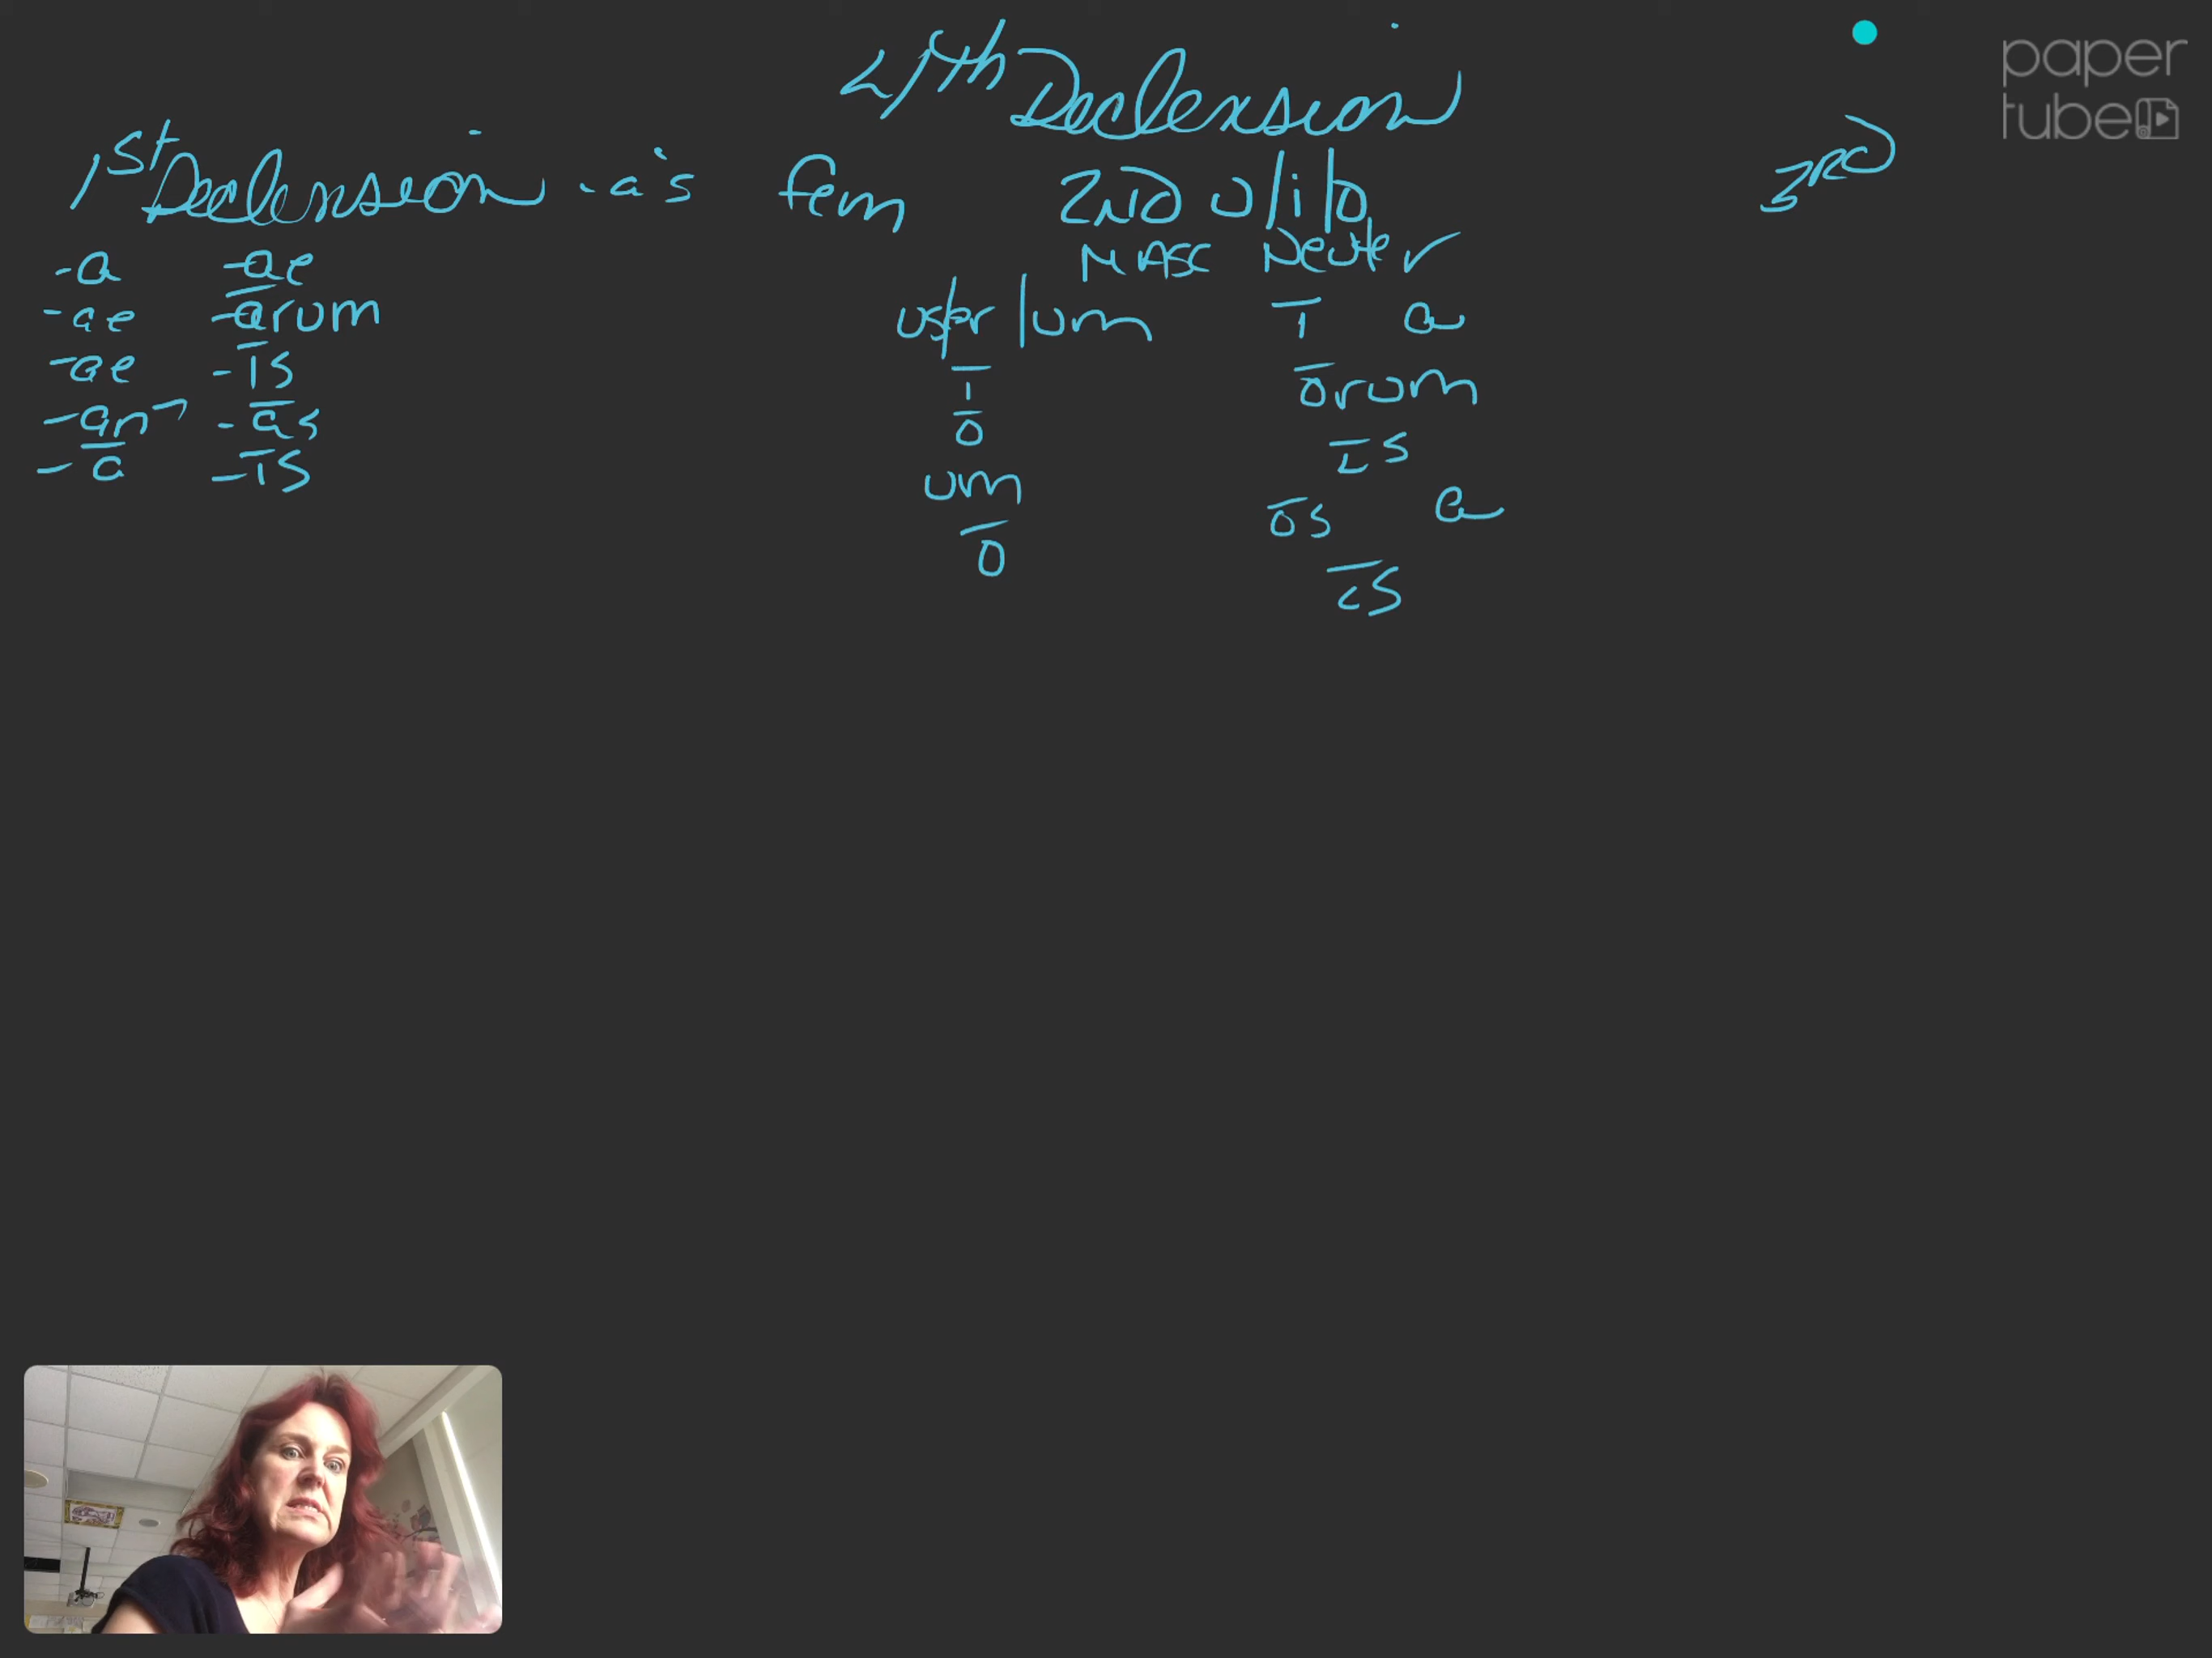 4th Declension
paper
tube
1st Declension -a's fem
2ND U/i/o
3RD
MASC Neuter
-a -ae
-ae -ārum
-ae -īs
-am -ās
-ā -īs
us/er/um ī a
ī ōrum
ō īs
um ōs a
ō īs